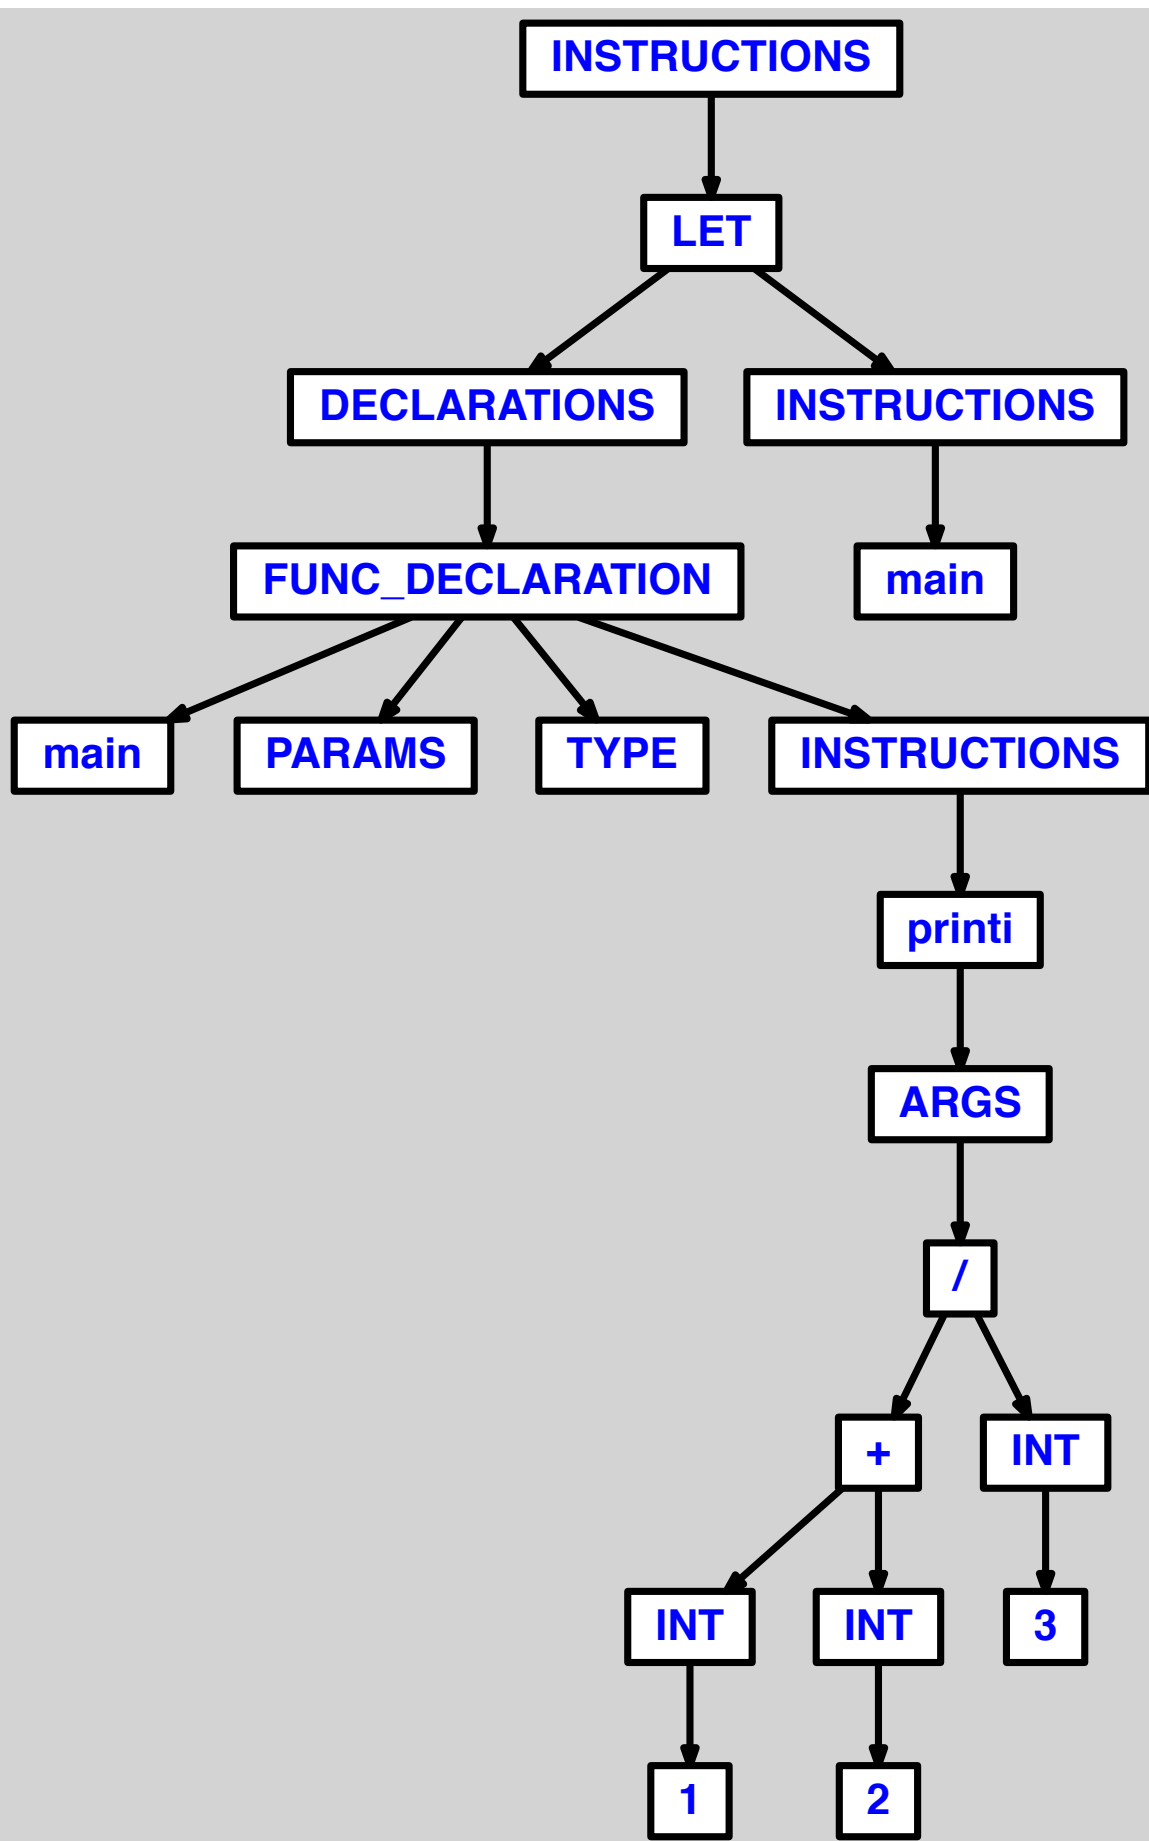 INSTRUCTIONS
LET
DECLARATIONS
INSTRUCTIONS
FUNC_DECLARATION
main
main
PARAMS
TYPE
INSTRUCTIONS
printi
ARGS
/
+
INT
INT
INT
3
1
2